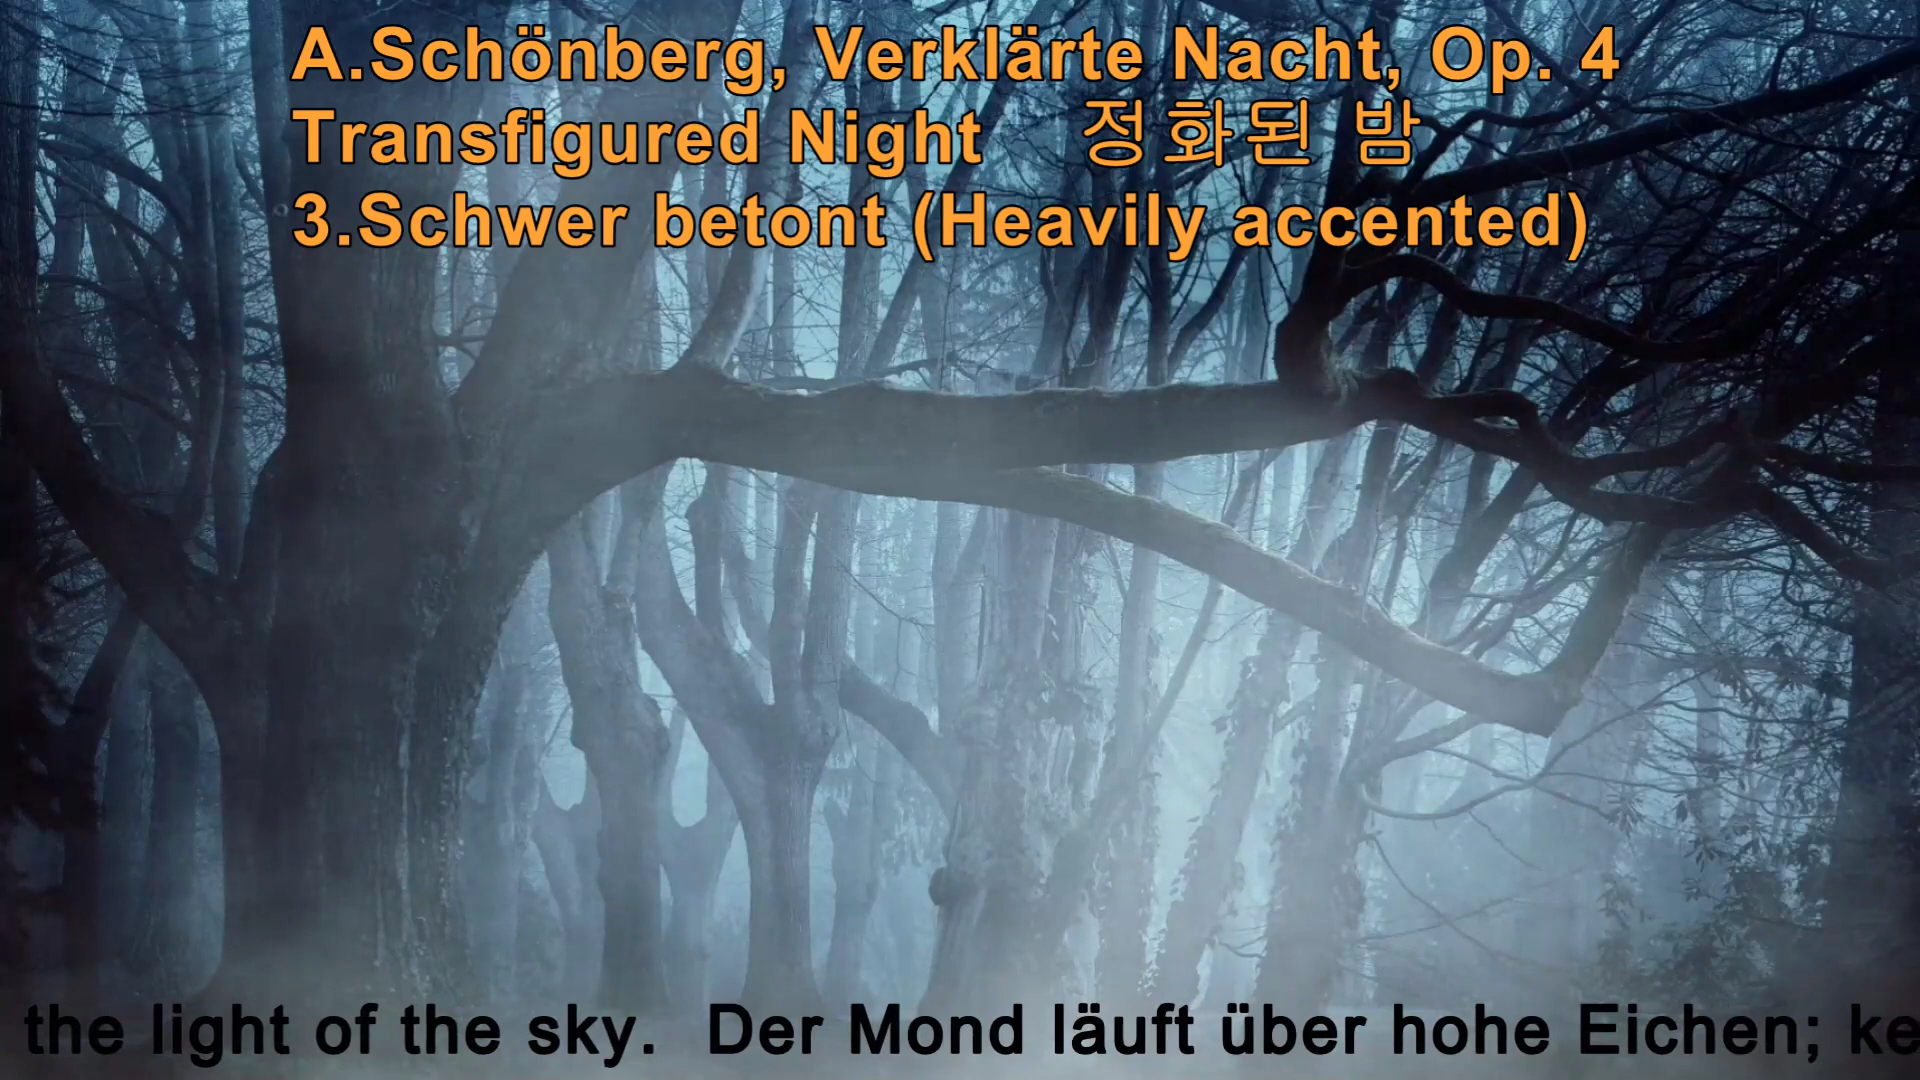 A.Schönberg, Verklärte Nacht, Op. 4
Transfigured Night 정화된 밤
3.Schwer betont (Heavily accented)
the light of the sky. Der Mond läuft über hohe Eichen; ke